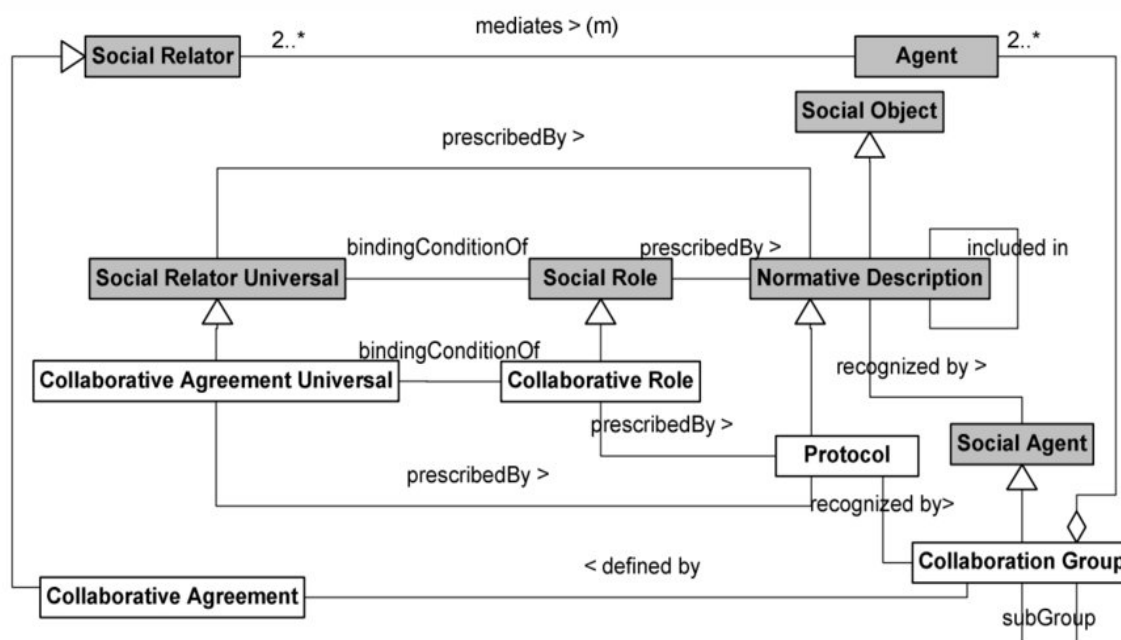 mediates > (m)
2..*
2..*
Social Relator
Agent
Social Object
prescribedBy >
bindingConditionOf
prescribedBy >
included in
Social Relator Universal
Social Role
Normative Description
bindingConditionOf
recognized by >
Collaborative Agreement Universal
Collaborative Role
prescribedBy >
Social Agent
Protocol
prescribedBy >
recognized by>
< defined by
Collaboration Group
Collaborative Agreement
subGroup